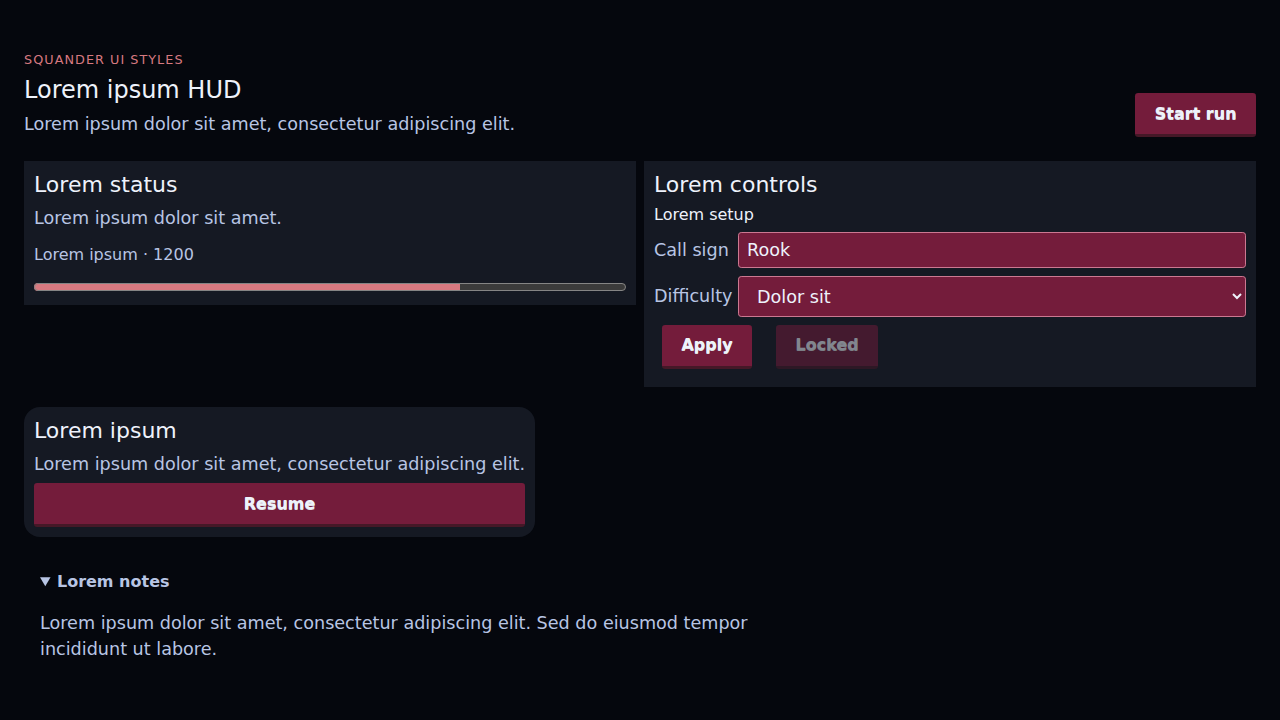 SQUANDER UI STYLES
Lorem ipsum HUD
Lorem ipsum dolor sit amet, consectetur adipiscing elit.
Start run
Lorem status
Lorem ipsum dolor sit amet.
Lorem ipsum · 1200
Lorem controls
Lorem setup
Call sign Rook
Difficulty Dolor sit
Apply Locked
Lorem ipsum
Lorem ipsum dolor sit amet, consectetur adipiscing elit.
Resume
Lorem notes
Lorem ipsum dolor sit amet, consectetur adipiscing elit. Sed do eiusmod tempor
incididunt ut labore.